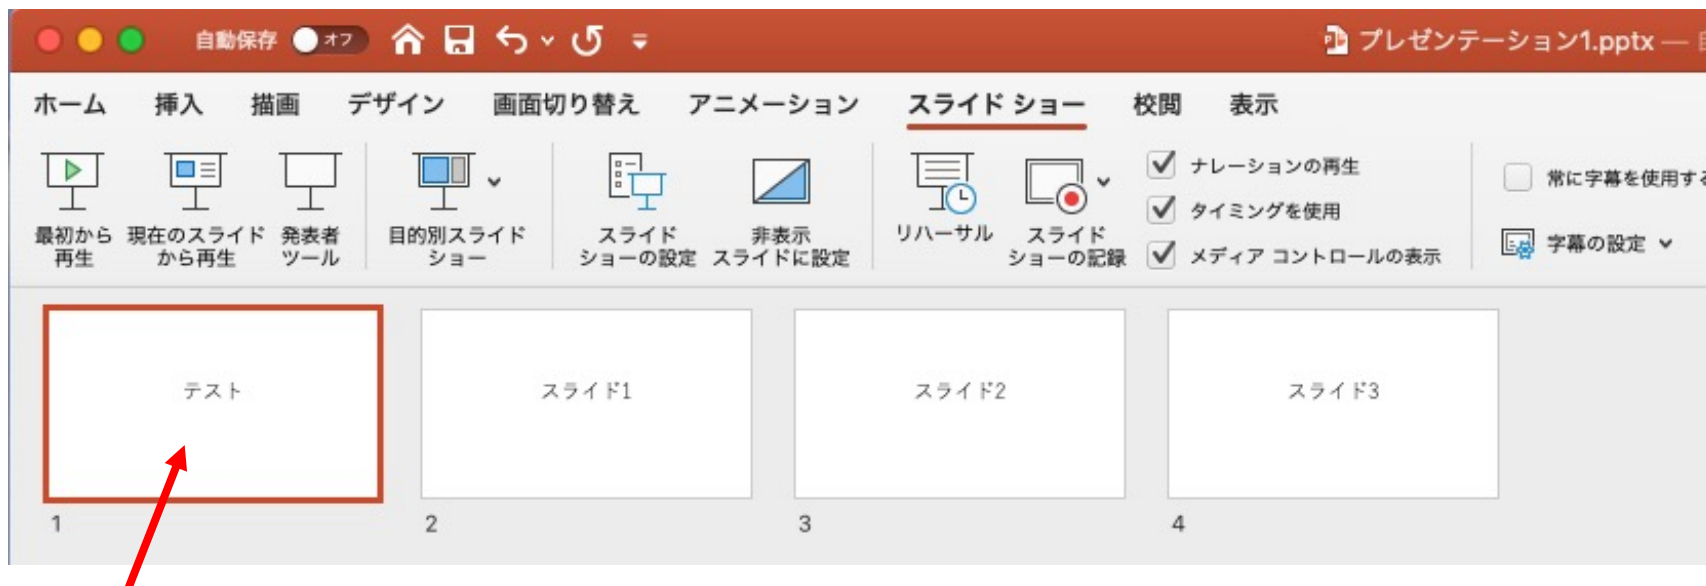 自動保存 オフ プレゼンテーション1.pptx —
ホーム 挿入 描画 デザイン 画面切り替え アニメーション スライド ショー 校閲 表示
最初から
再生
現在のスライド
から再生
発表者
ツール
目的別スライド
ショー
スライド
ショーの設定
非表示
スライドに設定
リハーサル
スライド
ショーの記録
ナレーションの再生
タイミングを使用
メディア コントロールの表示
常に字幕を使用する
字幕の設定
テスト
スライド1
スライド2
スライド3
1 2 3 4